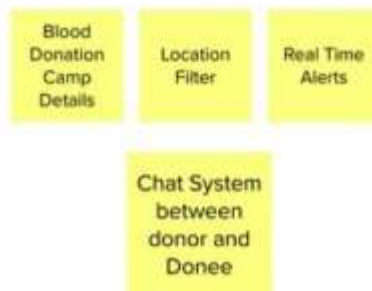 Blood
Donation
Camp
Details
Location
Filter
Real Time
Alerts
Chat System
between
donor and
Donee